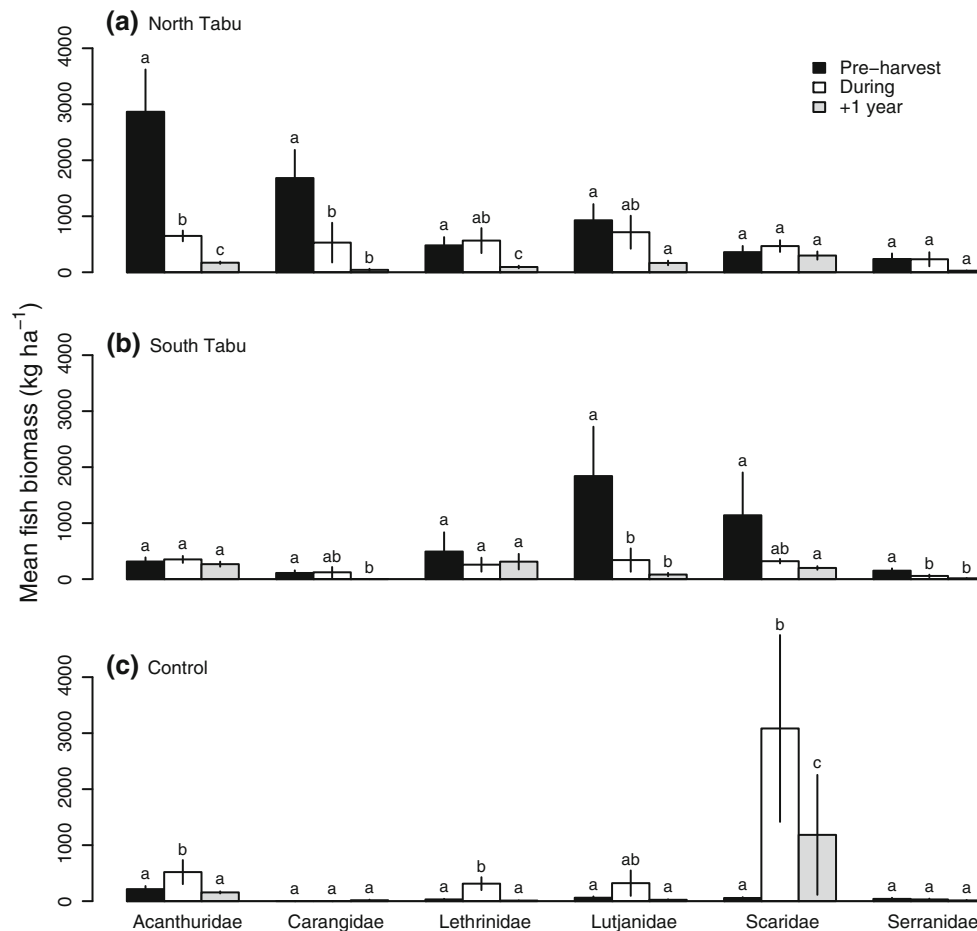 (a) North Tabu
Pre−harvest
During
+1 year
4000
3000
2000
1000
0
a b c
a b b
a ab c
a ab a
a a a
a a a
(b) South Tabu
4000
3000
2000
1000
0
a a a
a ab b
a a a
a b b
a ab a
a b b
Mean fish biomass (kg ha−1)
(c) Control
4000
3000
2000
1000
0
a b a
a a a
a b a
a ab a
a b c
a a a
Acanthuridae Carangidae Lethrinidae Lutjanidae Scaridae Serranidae